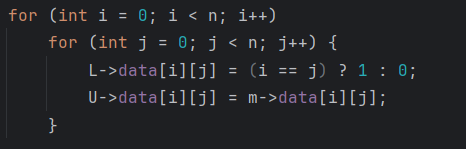 for (int i = 0; i < n; i++)
    for (int j = 0; j < n; j++) {
        L->data[i][j] = (i == j) ? 1 : 0;
        U->data[i][j] = m->data[i][j];
    }